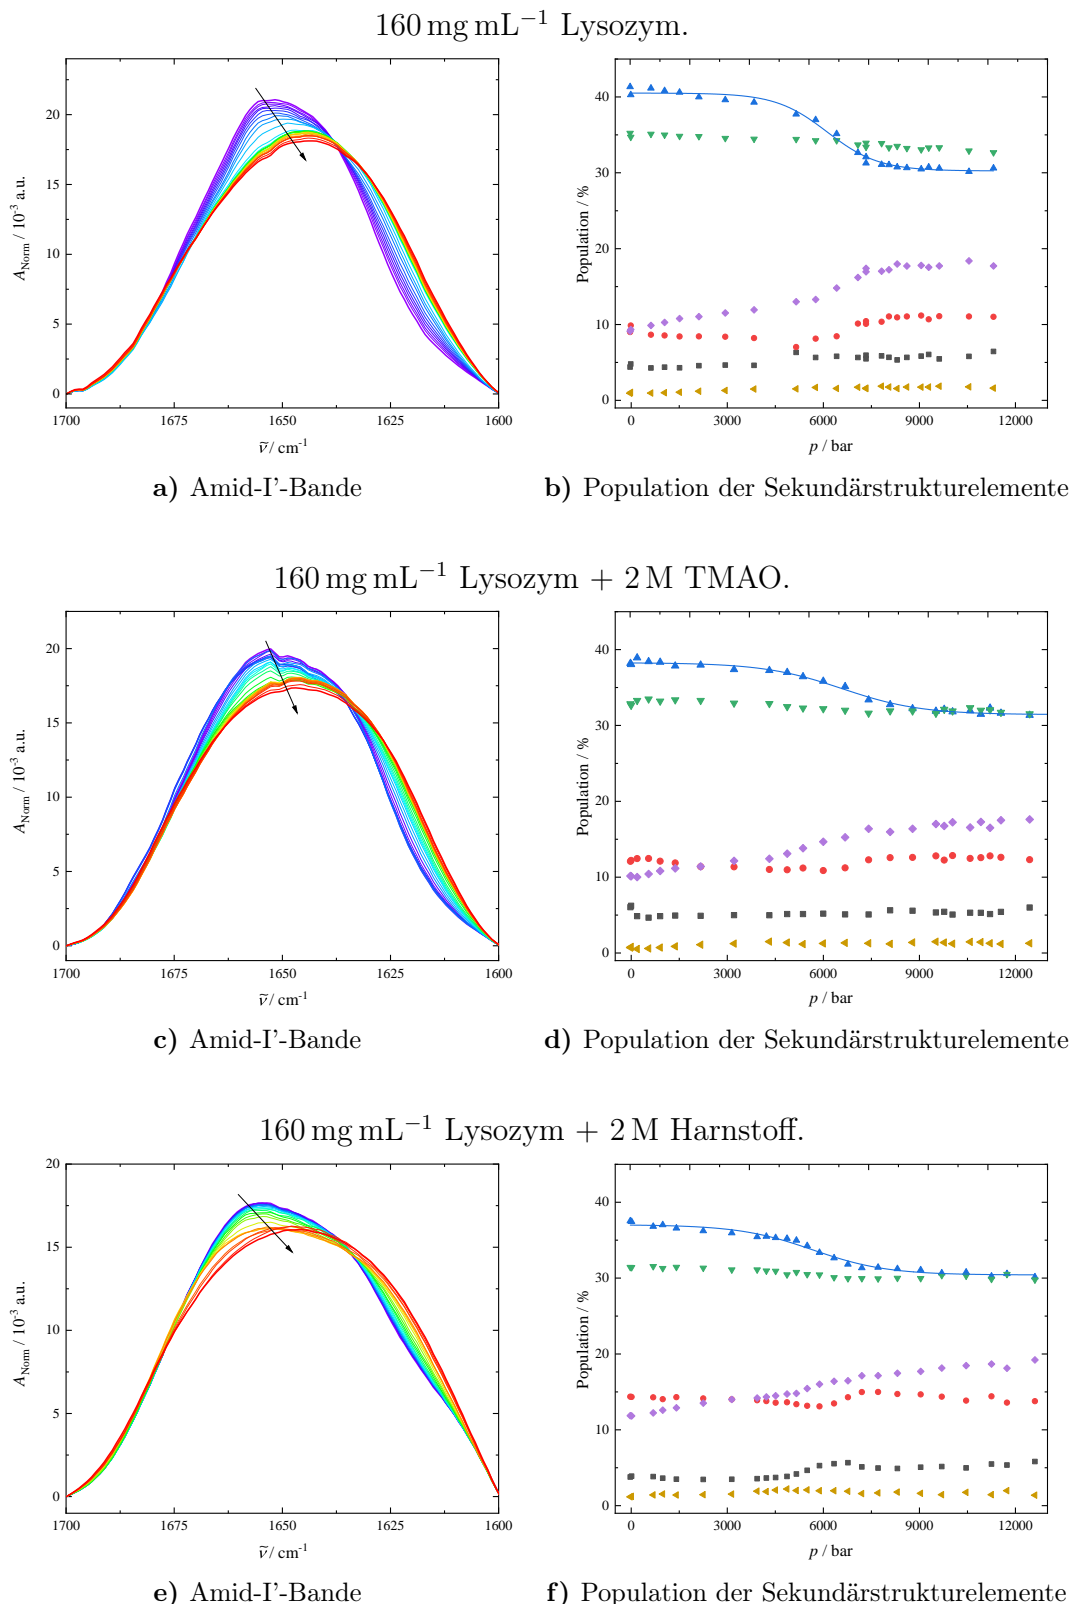 160 mg mL⁻¹ Lysozym.
20
15
10
5
0
A_Norm / 10⁻³ a.u.
1700 1675 1650 1625 1600
ṽ / cm⁻¹
40
30
20
10
0
Population / %
0 3000 6000 9000 12000
p / bar
a) Amid-I'-Bande
b) Population der Sekundärstrukturelemente
160 mg mL⁻¹ Lysozym + 2 M TMAO.
20
15
10
5
0
A_Norm / 10⁻³ a.u.
1700 1675 1650 1625 1600
ṽ / cm⁻¹
40
30
20
10
0
Population / %
0 3000 6000 9000 12000
p / bar
c) Amid-I'-Bande
d) Population der Sekundärstrukturelemente
160 mg mL⁻¹ Lysozym + 2 M Harnstoff.
20
15
10
5
0
A_Norm / 10⁻³ a.u.
1700 1675 1650 1625 1600
ṽ / cm⁻¹
40
30
20
10
0
Population / %
0 3000 6000 9000 12000
p / bar
e) Amid-I'-Bande
f) Population der Sekundärstrukturelemente